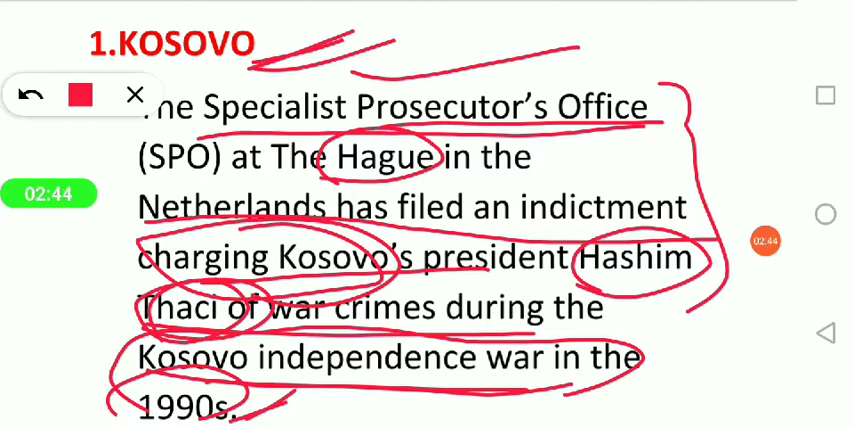 1.KOSOVO
The Specialist Prosecutor's Office
(SPO) at The Hague in the
02:44
Netherlands has filed an indictment
02:44
charging Kosovo's president Hashim
Thaci of war crimes during the
Kosovo independence war in the
1990s.